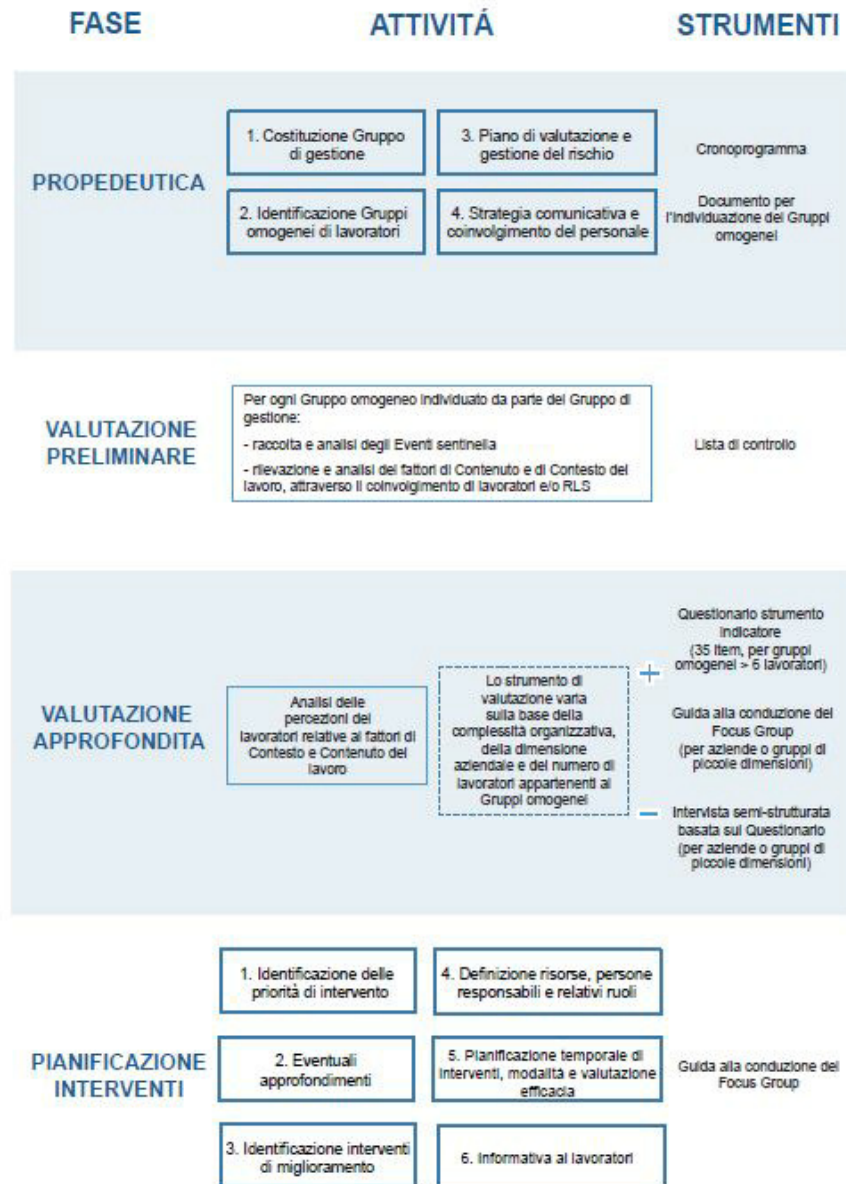 FASE
ATTIVITÁ
STRUMENTI
PROPEDEUTICA
1. Costituzione Gruppo
di gestione
3. Piano di valutazione e
gestione del rischio
2. Identificazione Gruppi
omogenei di lavoratori
4. Strategia comunicativa e
coinvolgimento del personale
Cronoprogramma
Documento per
l'individuazione dei Gruppi
omogenei
VALUTAZIONE
PRELIMINARE
Per ogni Gruppo omogeneo individuato da parte del Gruppo di
gestione:
- raccolta e analisi degli Eventi sentinella
- rilevazione e analisi dei fattori di Contenuto e di Contesto del
lavoro, attraverso il coinvolgimento di lavoratori e/o RLS
Lista di controllo
VALUTAZIONE
APPROFONDITA
Analisi delle
percezioni dei
lavoratori relative ai fattori di
Contesto e Contenuto del
lavoro
Lo strumento di
valutazione varia
sulla base della
complessità organizzativa,
della dimensione
aziendale e del numero di
lavoratori appartenenti ai
Gruppi omogenei
+
Questionario strumento
indicatore
(35 item, per gruppi
omogenei > 6 lavoratori)
Guida alla conduzione del
Focus Group
(per aziende o gruppi di
piccole dimensioni)
−
Intervista semi-strutturata
basata sul Questionario
(per aziende o gruppi di
piccole dimensioni)
PIANIFICAZIONE
INTERVENTI
1. Identificazione delle
priorità di intervento
4. Definizione risorse, persone
responsabili e relativi ruoli
2. Eventuali
approfondimenti
5. Pianificazione temporale di
interventi, modalità e valutazione
efficacia
3. Identificazione interventi
di miglioramento
6. Informativa ai lavoratori
Guida alla conduzione del
Focus Group